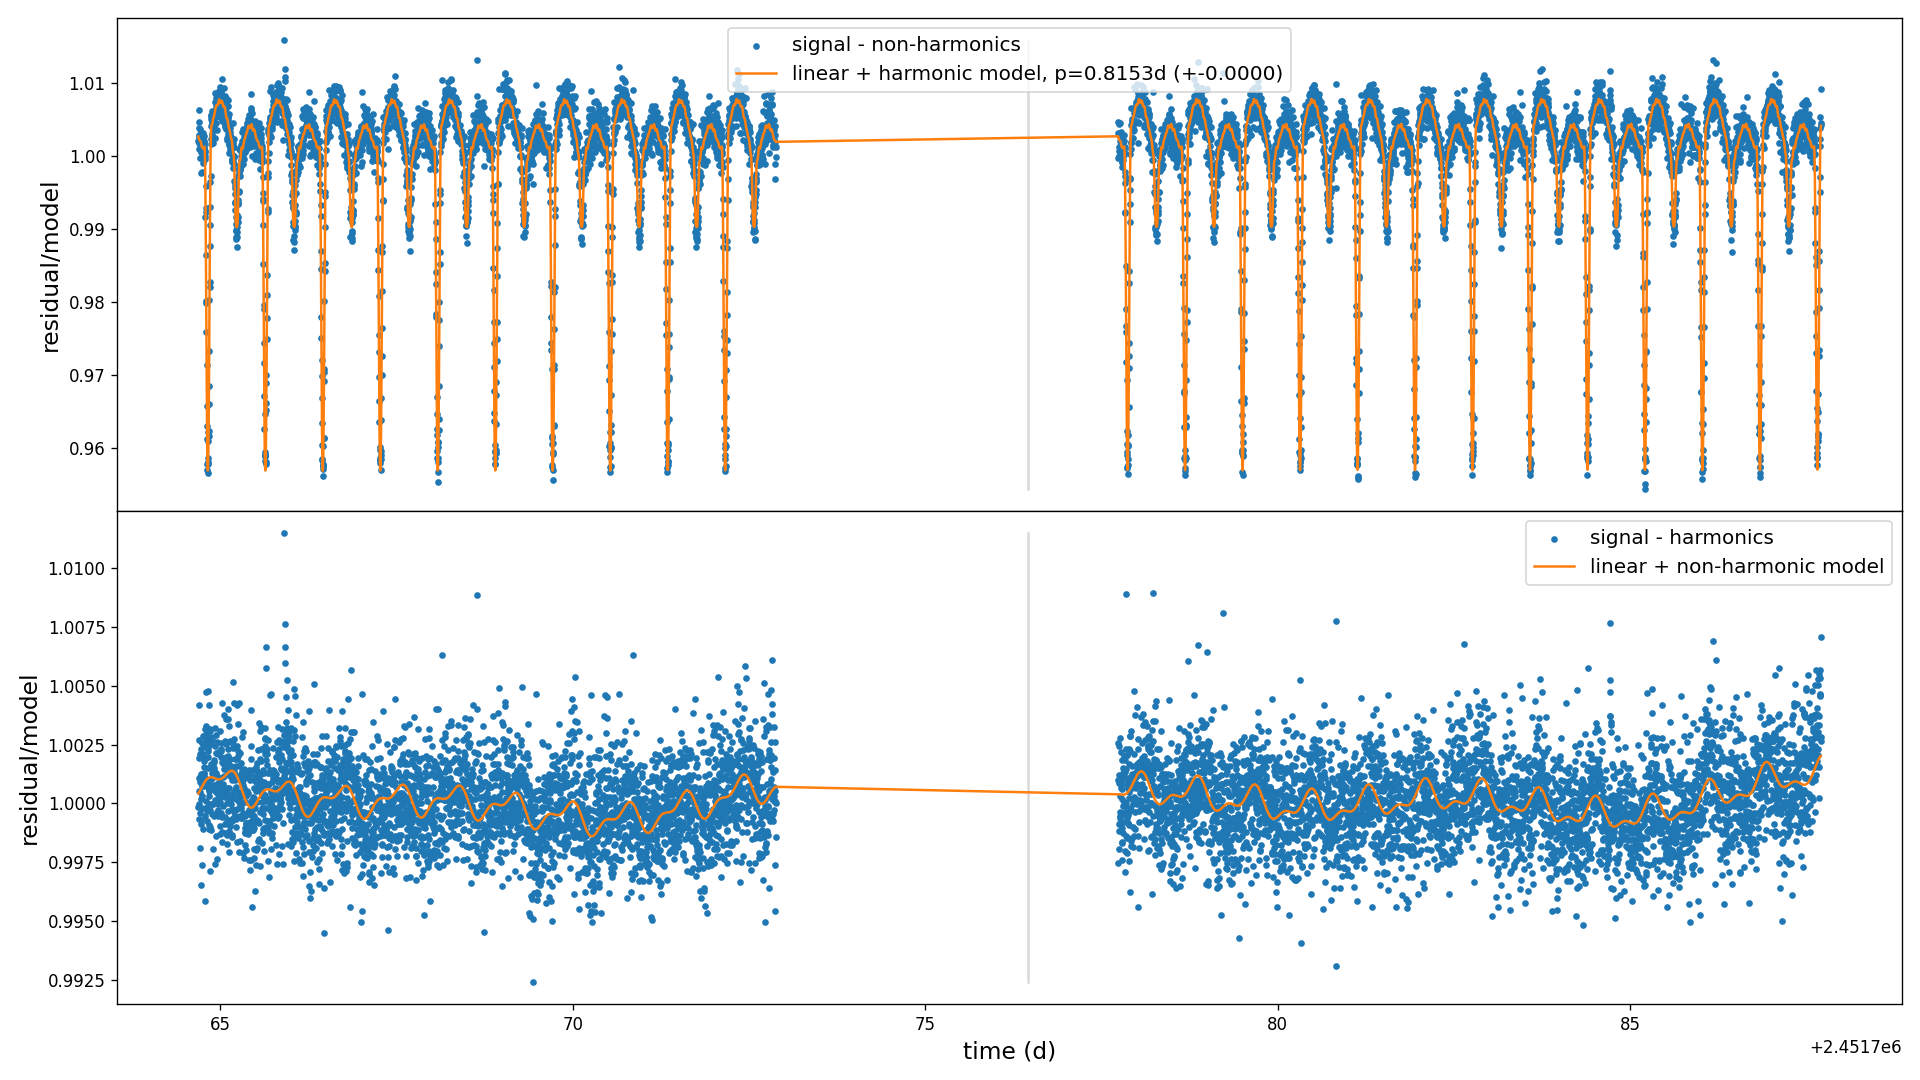 signal - non-harmonics
linear + harmonic model, p=0.8153d (+-0.0000)
residual/model
1.01
1.00
0.99
0.98
0.97
0.96
signal - harmonics
linear + non-harmonic model
residual/model
1.0100
1.0075
1.0050
1.0025
1.0000
0.9975
0.9950
0.9925
65
70
75
80
85
time (d)
+2.4517e6